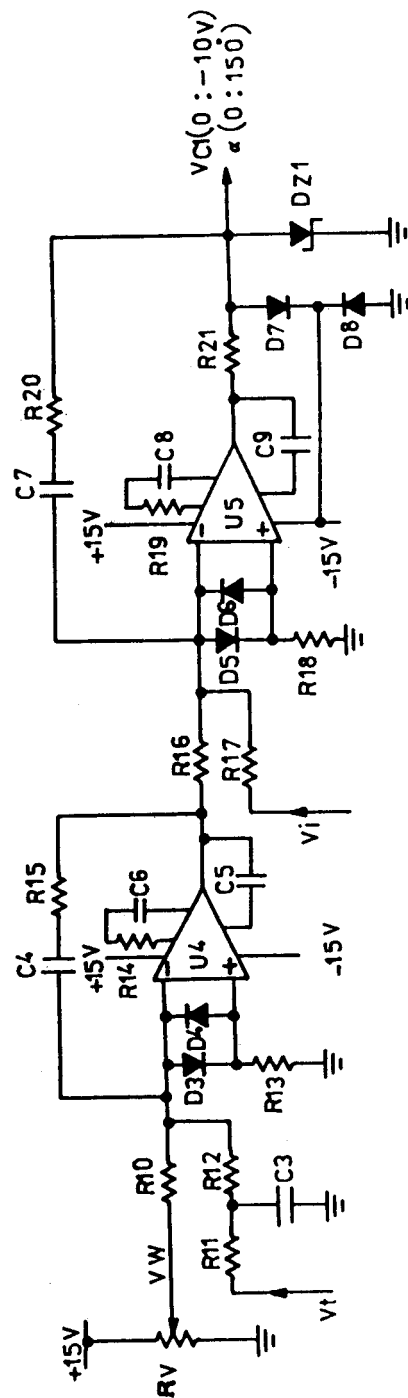 +15V
RV
VW
R10
R11
R12
Vt
C3
C4
R15
+15V
R14
C6
-
+
U4
D3
D4
R13
C5
-15V
R16
R17
Vi
C7
R20
+15V
R19
C8
-
+
U5
D5
D6
R18
C9
-15V
R21
D7
D8
DZ1
VC1(0:-10V)
α(0:150°)